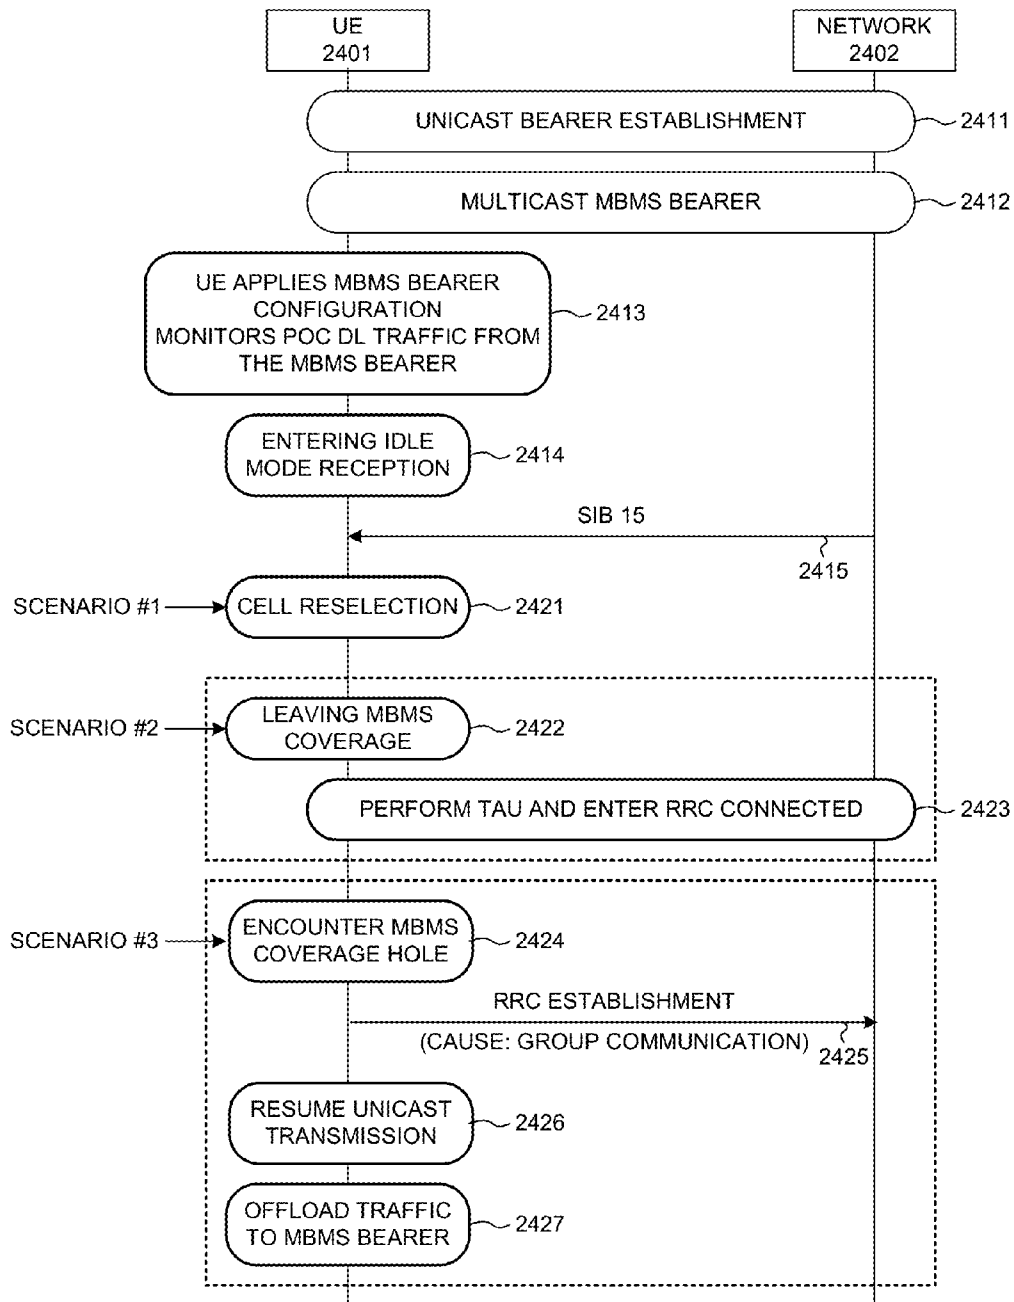 UE
2401
NETWORK
2402
UNICAST BEARER ESTABLISHMENT
2411
MULTICAST MBMS BEARER
2412
UE APPLIES MBMS BEARER
CONFIGURATION
MONITORS POC DL TRAFFIC FROM
THE MBMS BEARER
2413
ENTERING IDLE
MODE RECEPTION
2414
SIB 15
2415
SCENARIO #1
CELL RESELECTION
2421
SCENARIO #2
LEAVING MBMS
COVERAGE
2422
PERFORM TAU AND ENTER RRC CONNECTED
2423
SCENARIO #3
ENCOUNTER MBMS
COVERAGE HOLE
2424
RRC ESTABLISHMENT
(CAUSE: GROUP COMMUNICATION)
2425
RESUME UNICAST
TRANSMISSION
2426
OFFLOAD TRAFFIC
TO MBMS BEARER
2427